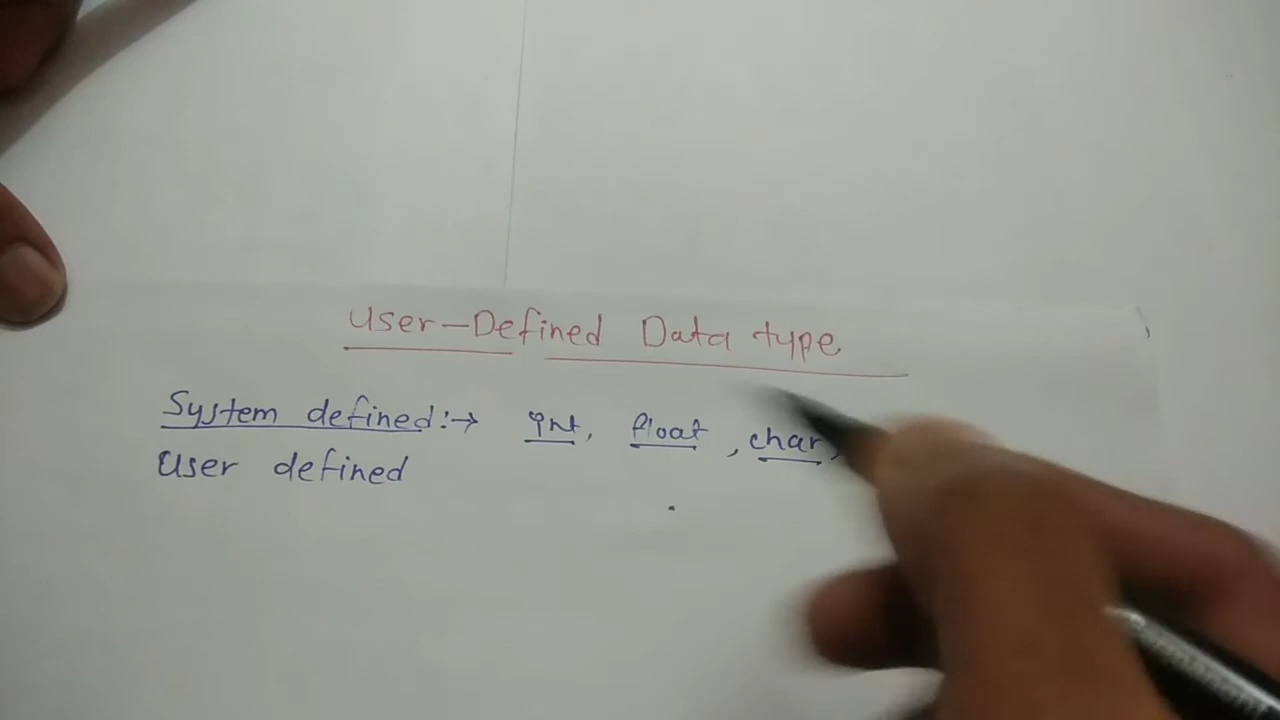 User-Defined Data type
System defined:→ int, float, char,
User defined